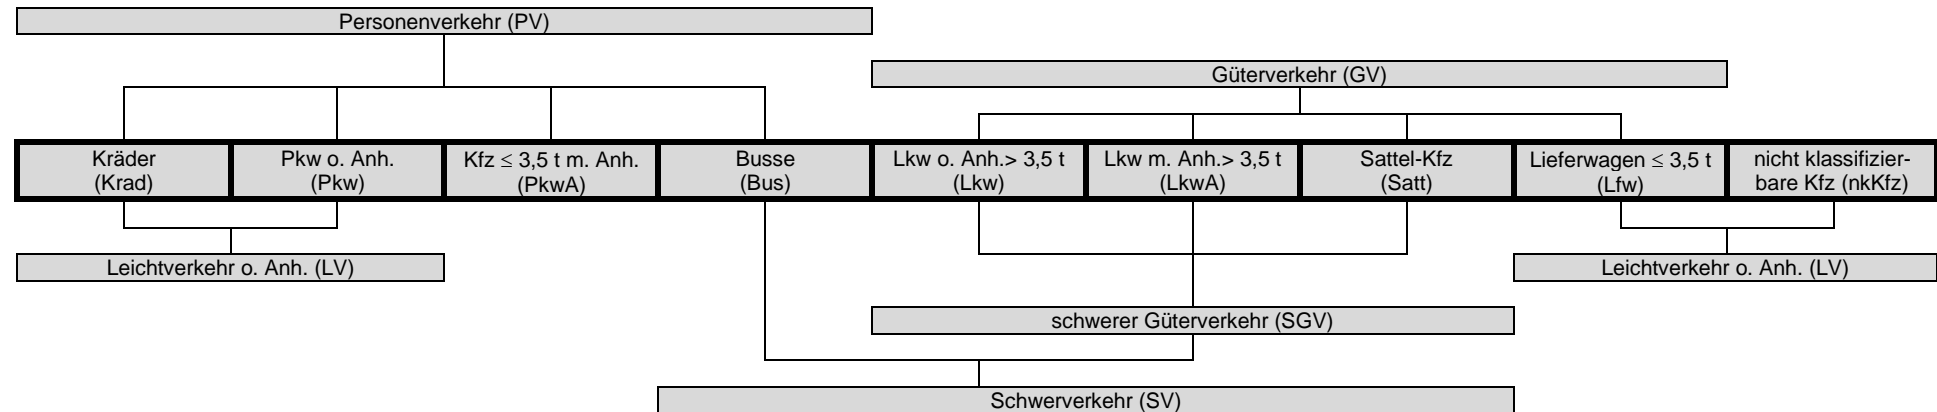 Personenverkehr (PV)
Güterverkehr (GV)
Kräder
(Krad)
Pkw o. Anh.
(Pkw)
Kfz ≤ 3,5 t m. Anh.
(PkwA)
Busse
(Bus)
Lkw o. Anh.> 3,5 t
(Lkw)
Lkw m. Anh.> 3,5 t
(LkwA)
Sattel-Kfz
(Satt)
Lieferwagen ≤ 3,5 t
(Lfw)
nicht klassifizier-
bare Kfz (nkKfz)
Leichtverkehr o. Anh. (LV)
Leichtverkehr o. Anh. (LV)
schwerer Güterverkehr (SGV)
Schwerverkehr (SV)